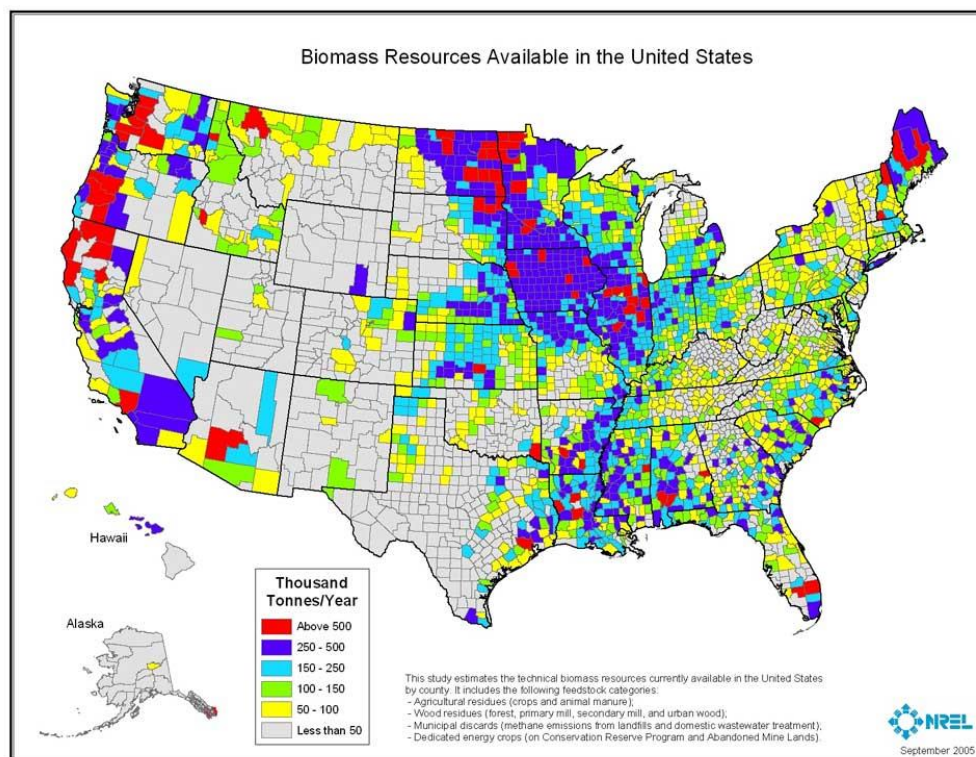 Biomass Resources Available in the United States
Hawaii
Alaska
Thousand
Tonnes/Year
Above 500
250 - 500
150 - 250
100 - 150
50 - 100
Less than 50
This study estimates the technical biomass resources currently available in the United States
by county. It includes the following feedstock categories:
- Agricultural residues (crops and animal manure);
- Wood residues (forest, primary mill, secondary mill, and urban wood);
- Municipal discards (methane emissions from landfills and domestic wastewater treatment);
- Dedicated energy crops (on Conservation Reserve Program and Abandoned Mine Lands).
NREL
September 2005